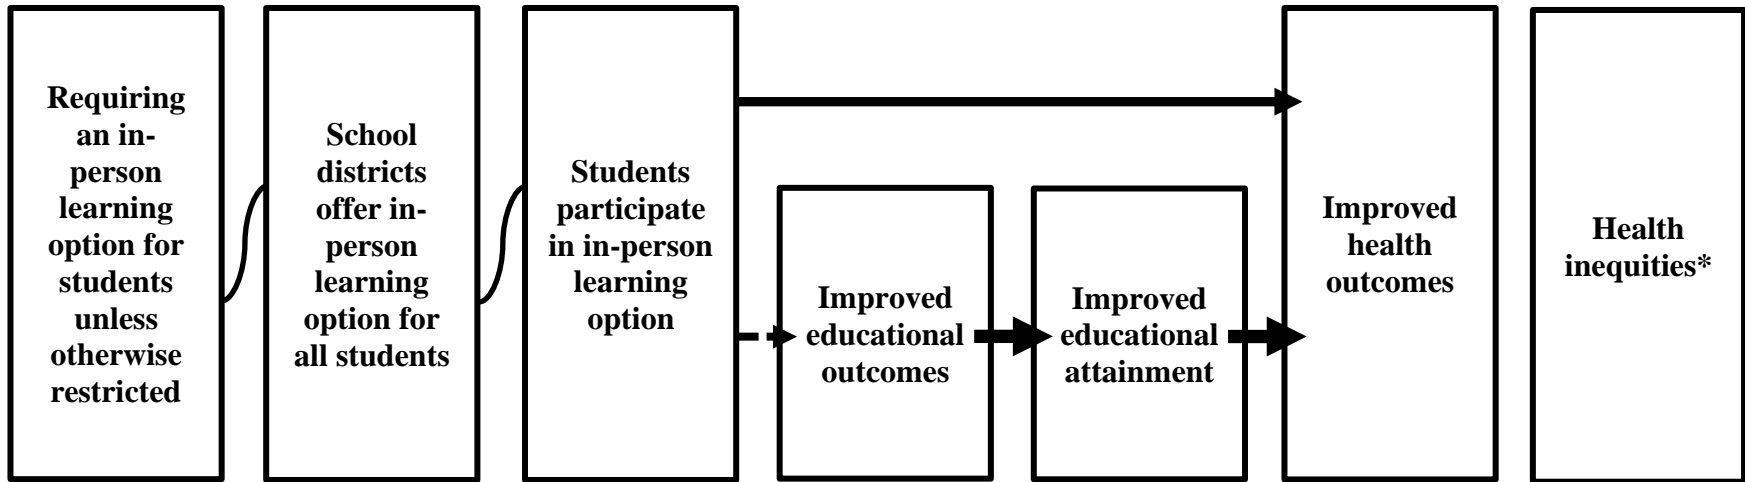 Requiring
an in-
person
learning
option for
students
unless
otherwise
restricted
School
districts
offer in-
person
learning
option for
all students
Students
participate
in in-person
learning
option
Improved
educational
outcomes
Improved
educational
attainment
Improved
health
outcomes
Health
inequities*